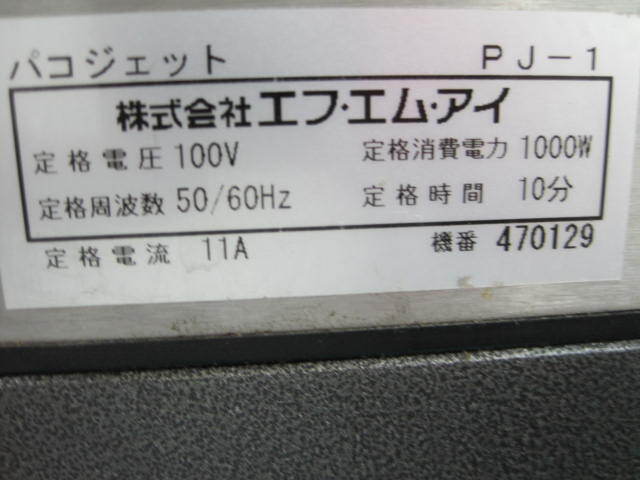 パコジェット PJ-1
株式会社エフ・エム・アイ
定格電圧 100V 定格消費電力 1000W
定格周波数 50/60Hz 定格時間 10分
定格電流 11A 機番 470129